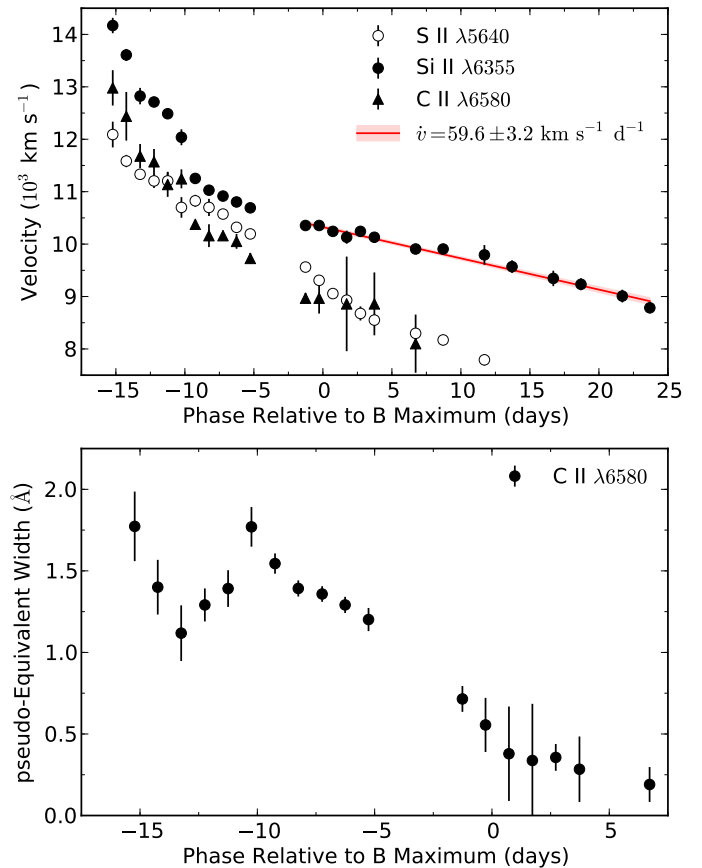 14
13
12
11
10
9
8
Velocity (10³ km s⁻¹)
S II λ5640
Si II λ6355
C II λ6580
v̇=59.6±3.2 km s⁻¹ d⁻¹
−15 −10 −5 0 5 10 15 20 25
Phase Relative to B Maximum (days)
2.0
1.5
1.0
0.5
0.0
pseudo-Equivalent Width (Å)
C II λ6580
−15 −10 −5 0 5
Phase Relative to B Maximum (days)